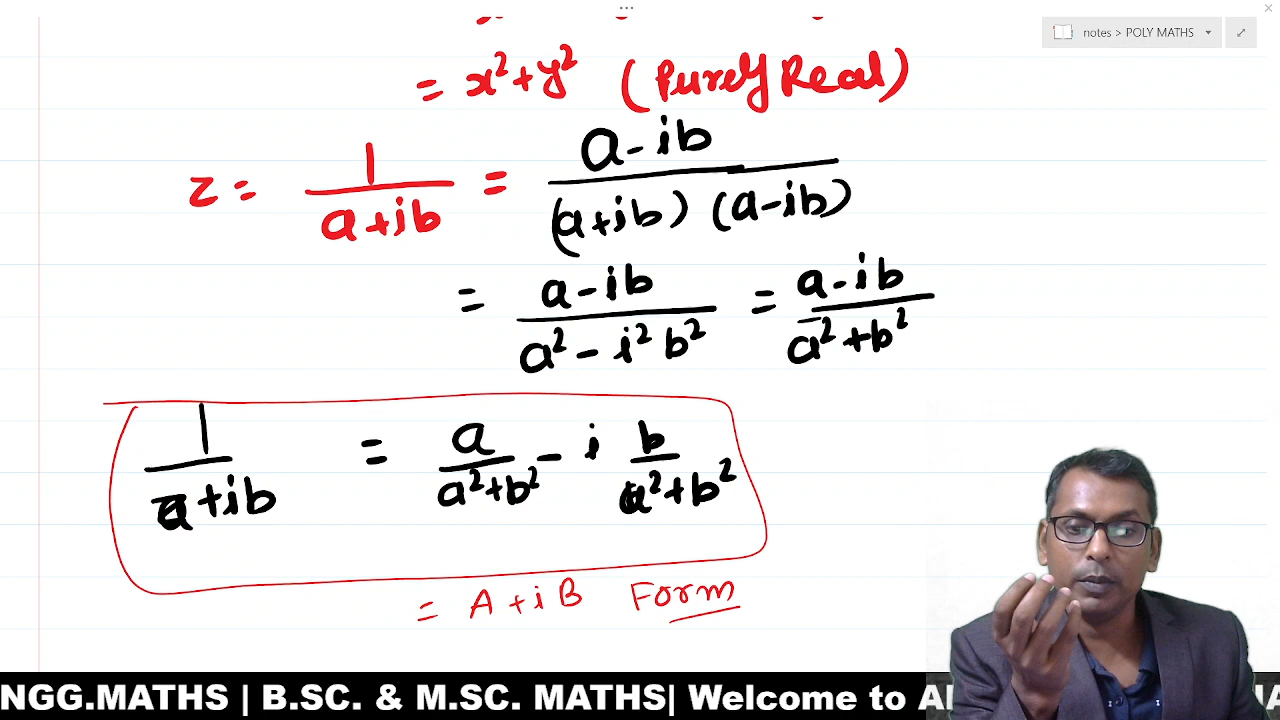 notes > POLY MATHS
= x² + y² (Purely Real)
z = 1/(a+ib) = (a-ib)/((a+ib)(a-ib))
= (a-ib)/(a² - i²b²) = (a-ib)/(a²+b²)
1/(a+ib) = a/(a²+b²) - i b/(a²+b²)
= A+iB Form
NGG.MATHS | B.SC. & M.SC. MATHS| Welcome to